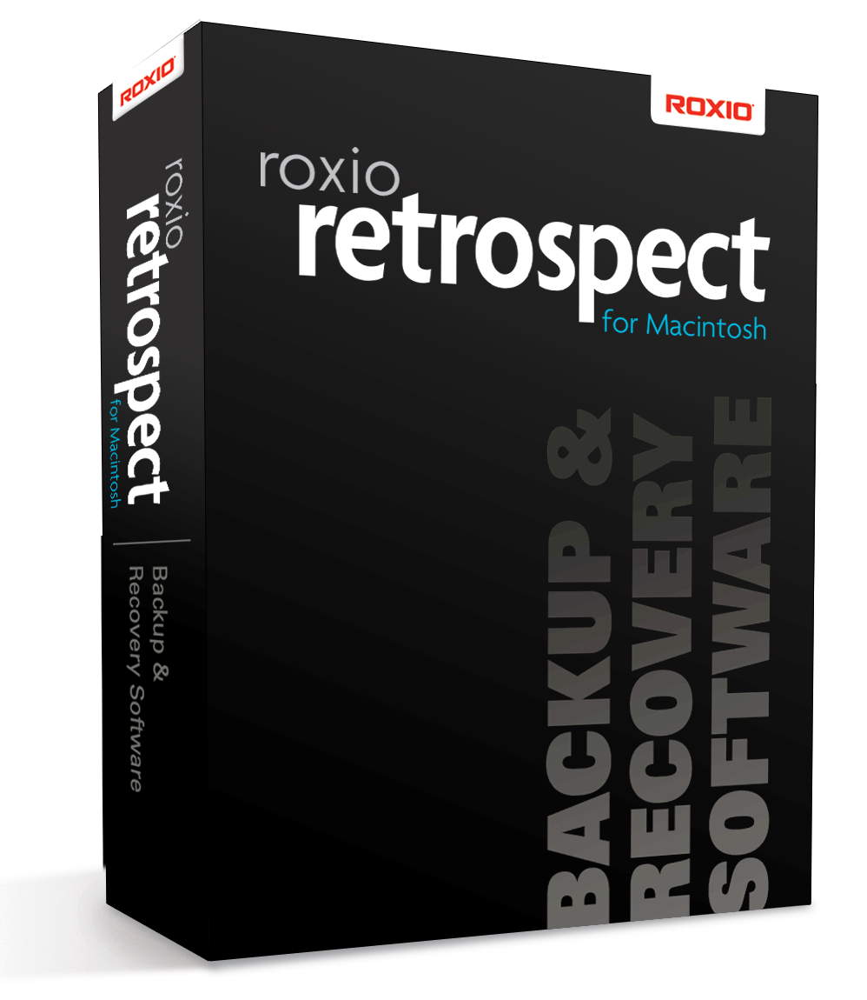 ROXIO
roxio
retrospect
for Macintosh
Backup &
Recovery Software
ROXIO
roxio
retrospect
for Macintosh
BACKUP &
RECOVERY
SOFTWARE